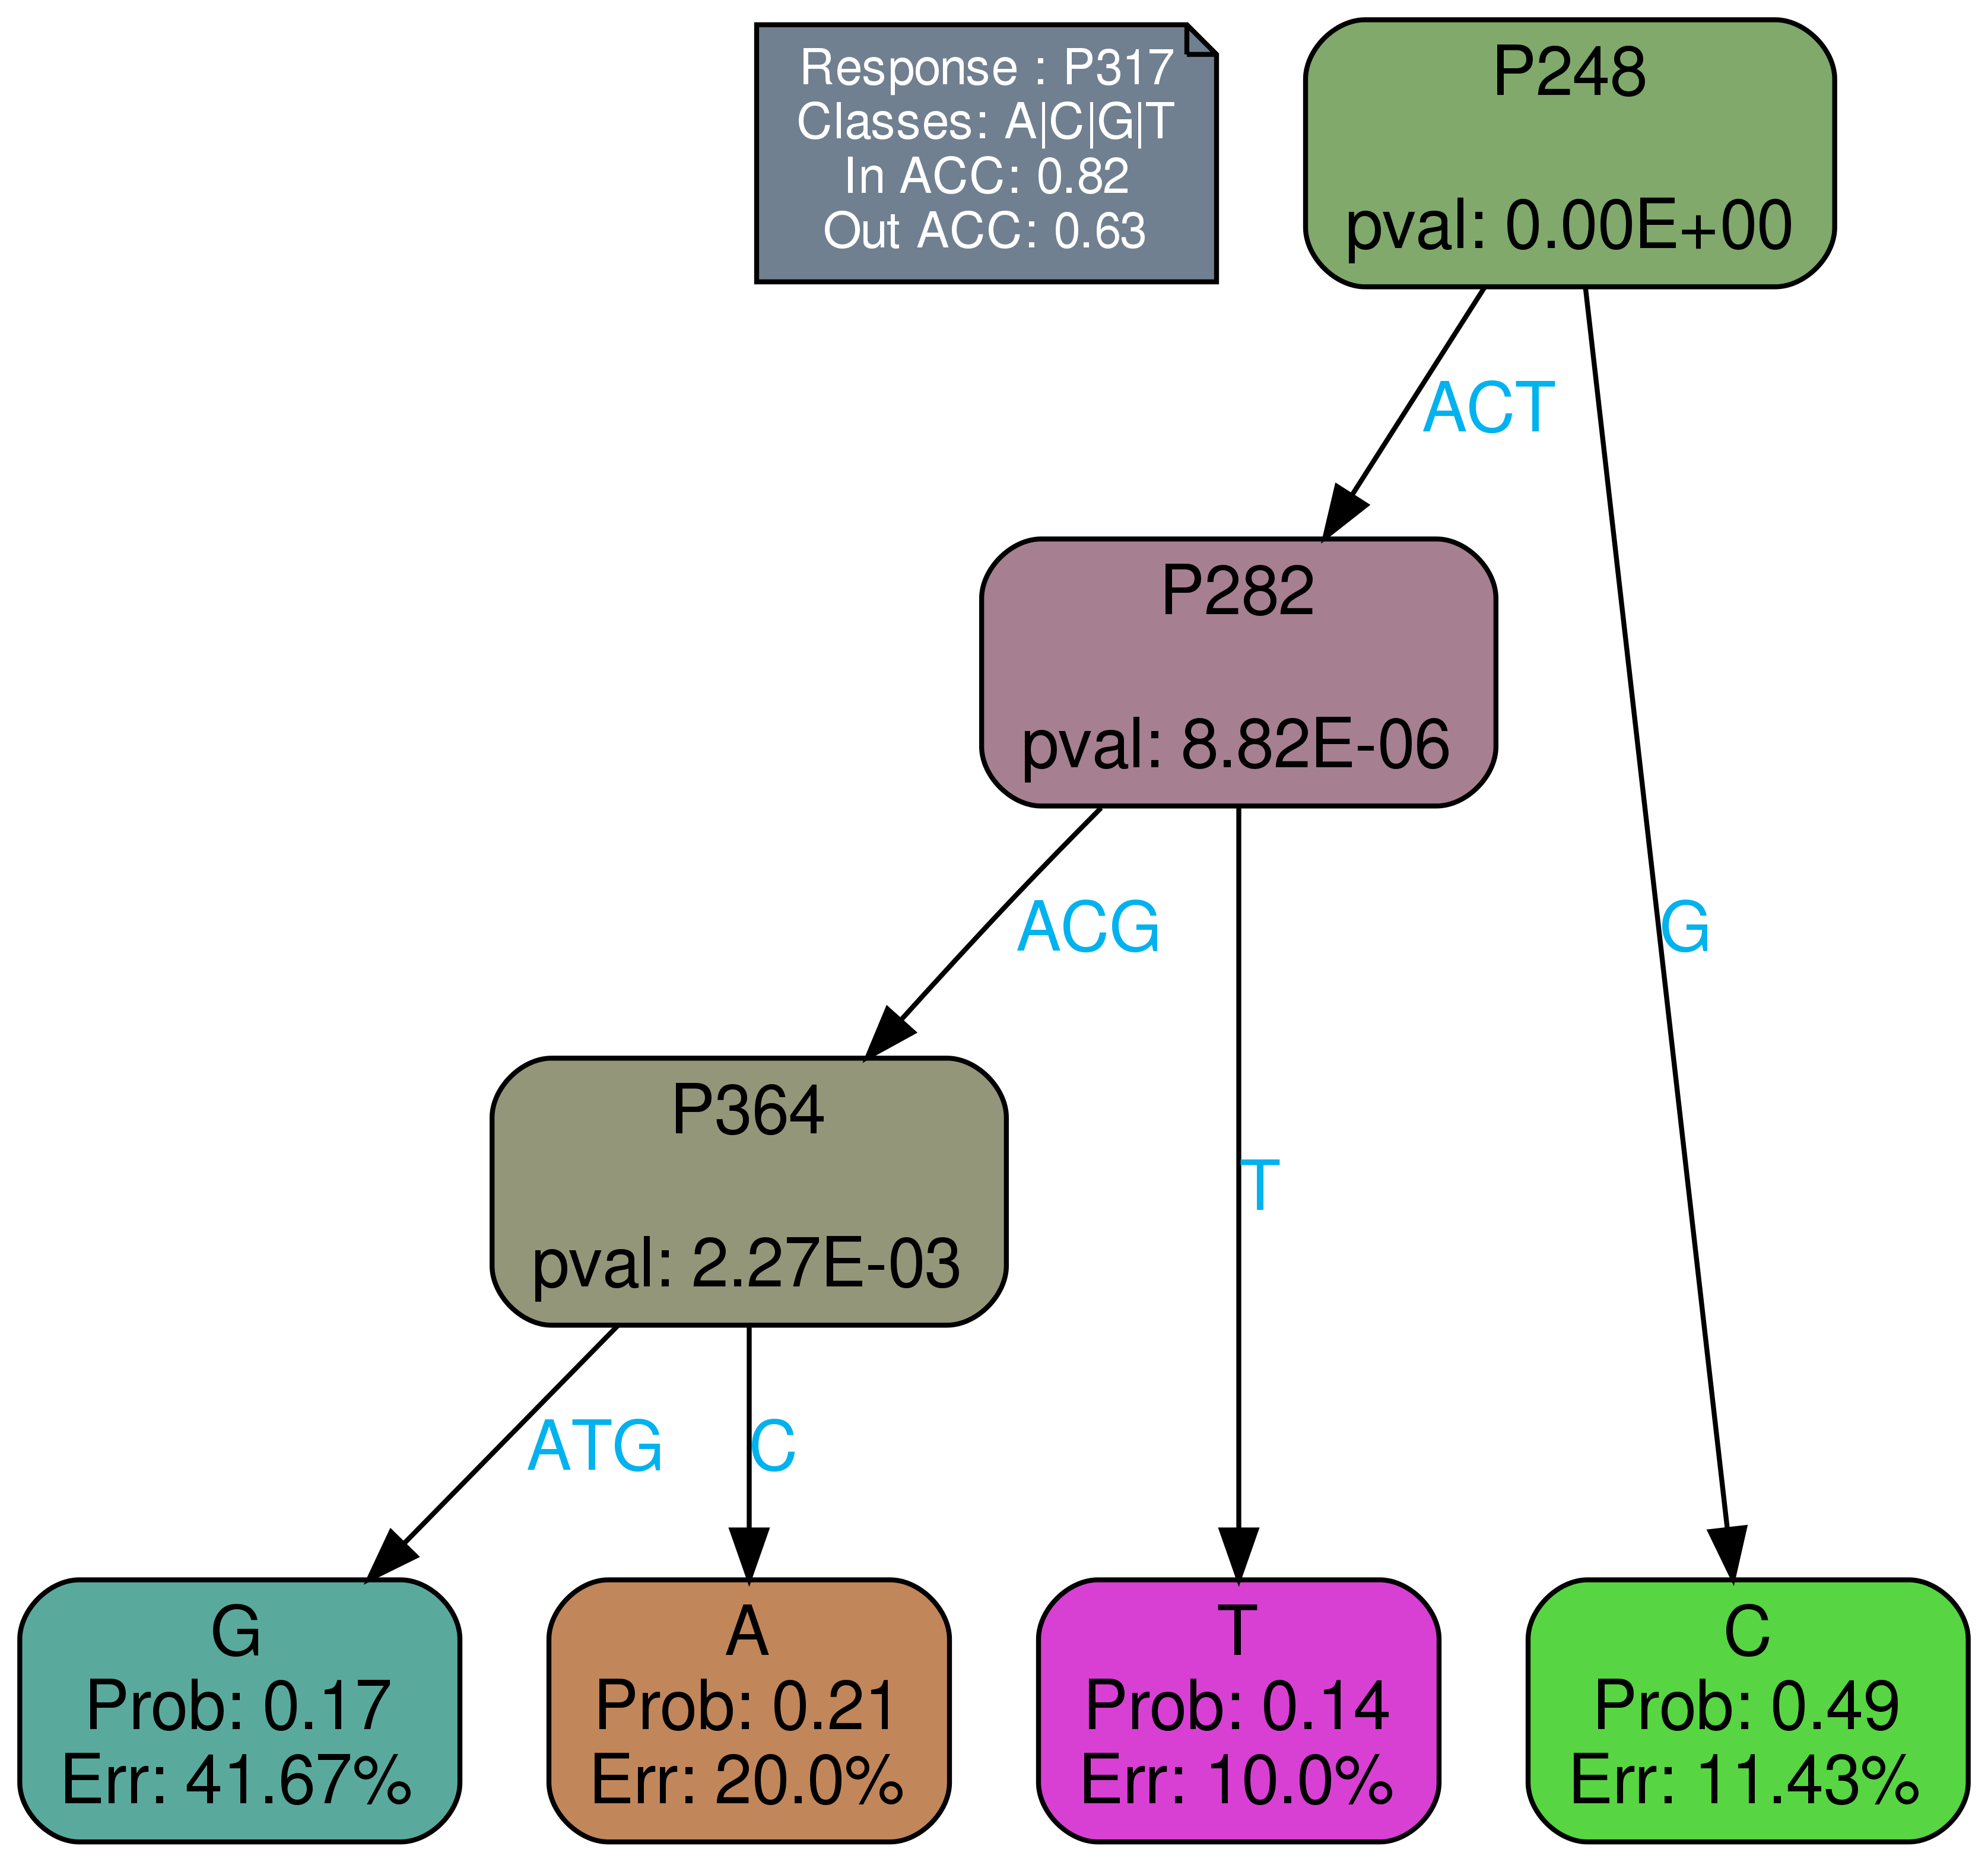 Response : P317
Classes: A|C|G|T
In ACC: 0.82
Out ACC: 0.63
P248
pval: 0.00E+00
ACT
P282
pval: 8.82E-06
ACG
G
P364
pval: 2.27E-03
T
ATG
C
G
Prob: 0.17
Err: 41.67%
A
Prob: 0.21
Err: 20.0%
T
Prob: 0.14
Err: 10.0%
C
Prob: 0.49
Err: 11.43%